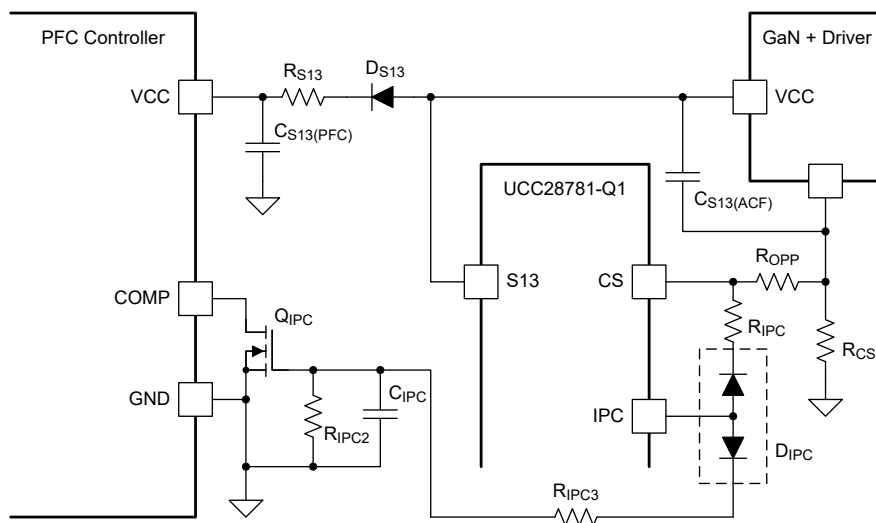 PFC Controller
GaN + Driver
VCC
RS13
DS13
VCC
CS13(PFC)
UCC28781-Q1
CS13(ACF)
S13
CS
ROPP
COMP
QIPC
RIPC
RCS
GND
RIPC2
CIPC
IPC
DIPC
RIPC3